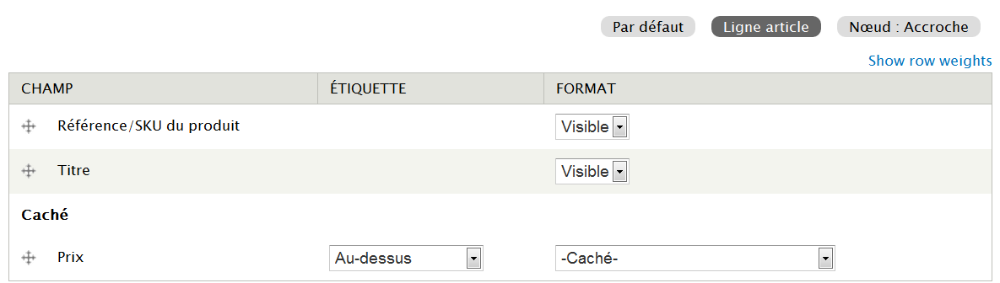 Par défaut Ligne article Nœud : Accroche
Show row weights
CHAMP ÉTIQUETTE FORMAT
Référence/SKU du produit Visible
Titre Visible
Caché
Prix Au-dessus -Caché-